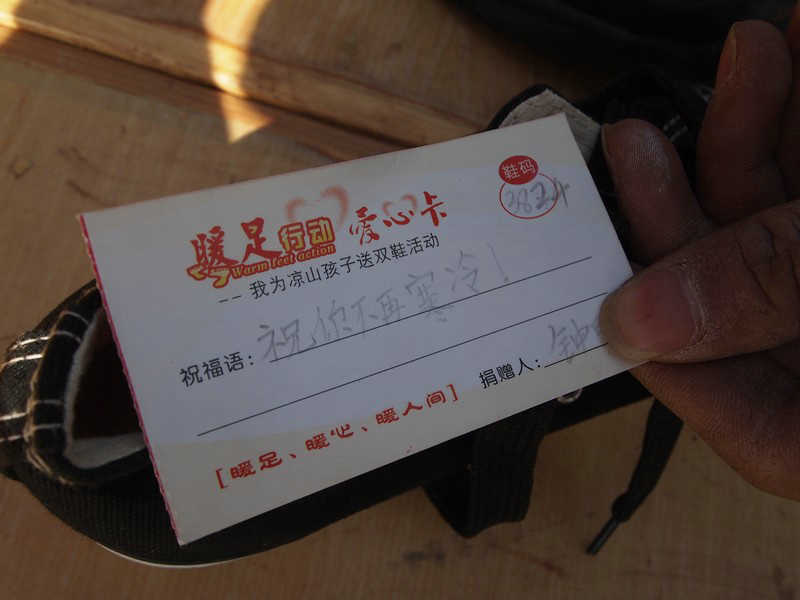 鞋码
38
暖足行动 爱心卡
Warm feet action
-- 我为凉山孩子送双鞋活动
祝福语: 祝你不再寒冷!
捐赠人: 钟
[暖足、暖心、暖人间]